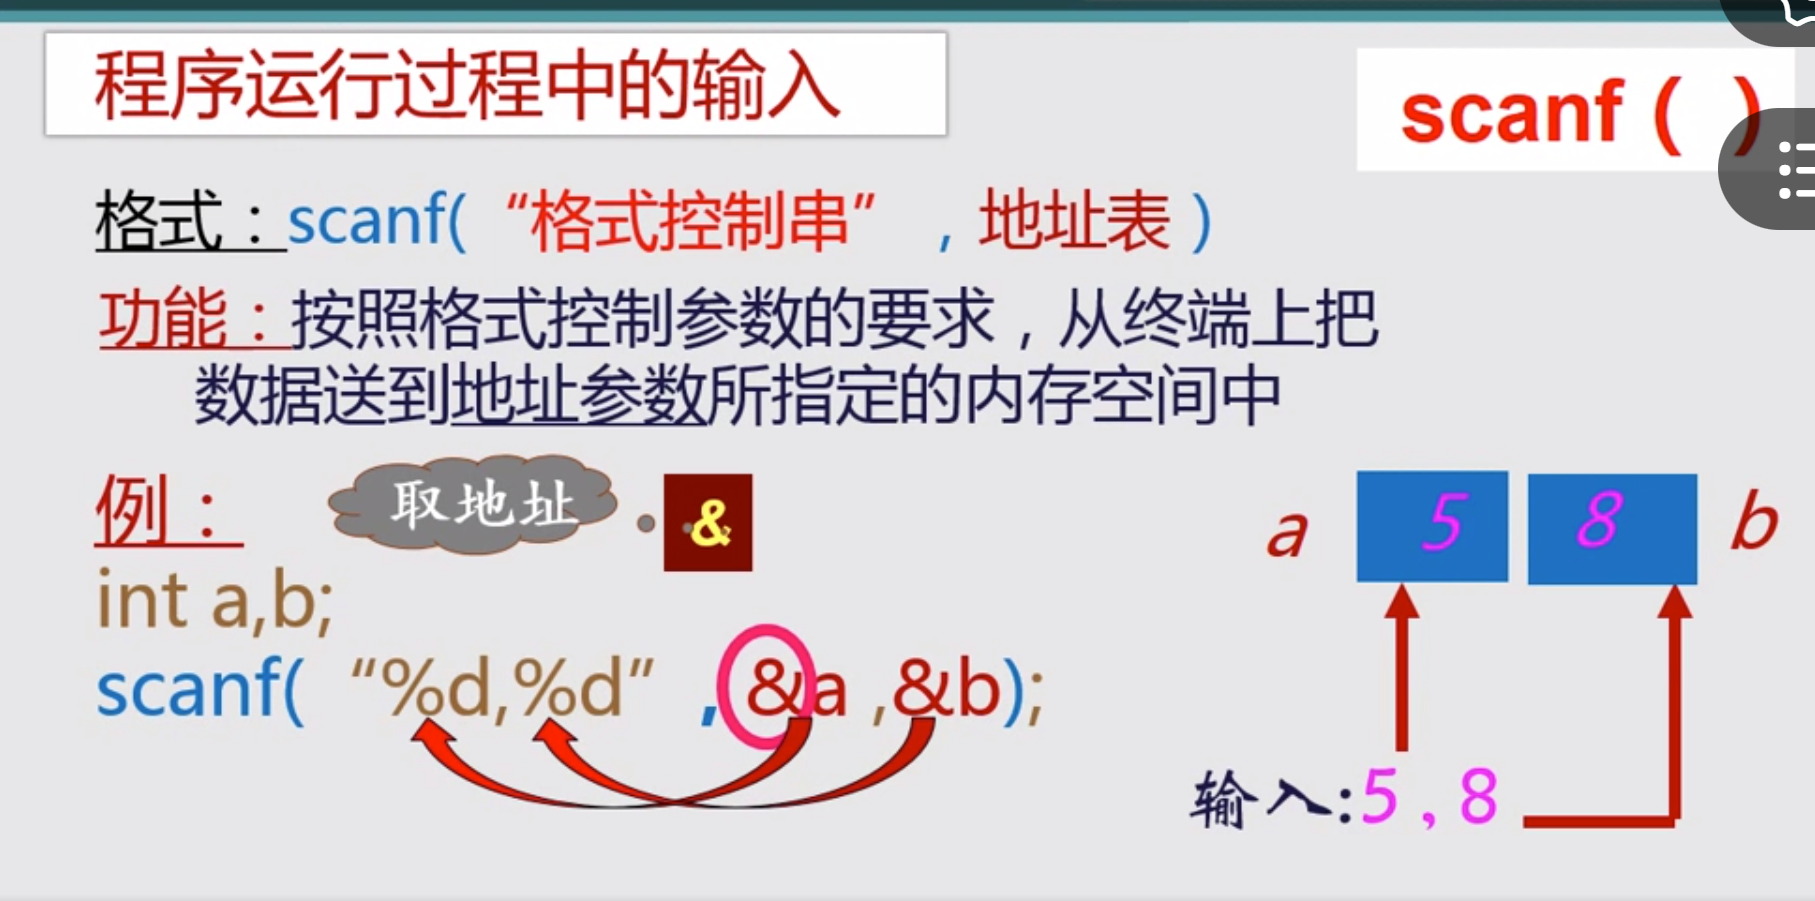 程序运行过程中的输入
scanf ( )
格式：scanf( “格式控制串” , 地址表 )
功能：按照格式控制参数的要求，从终端上把
数据送到地址参数所指定的内存空间中
例：
取地址
&
a 5 8 b
int a,b;
scanf( “%d,%d” , &a ,&b);
输入:5 , 8